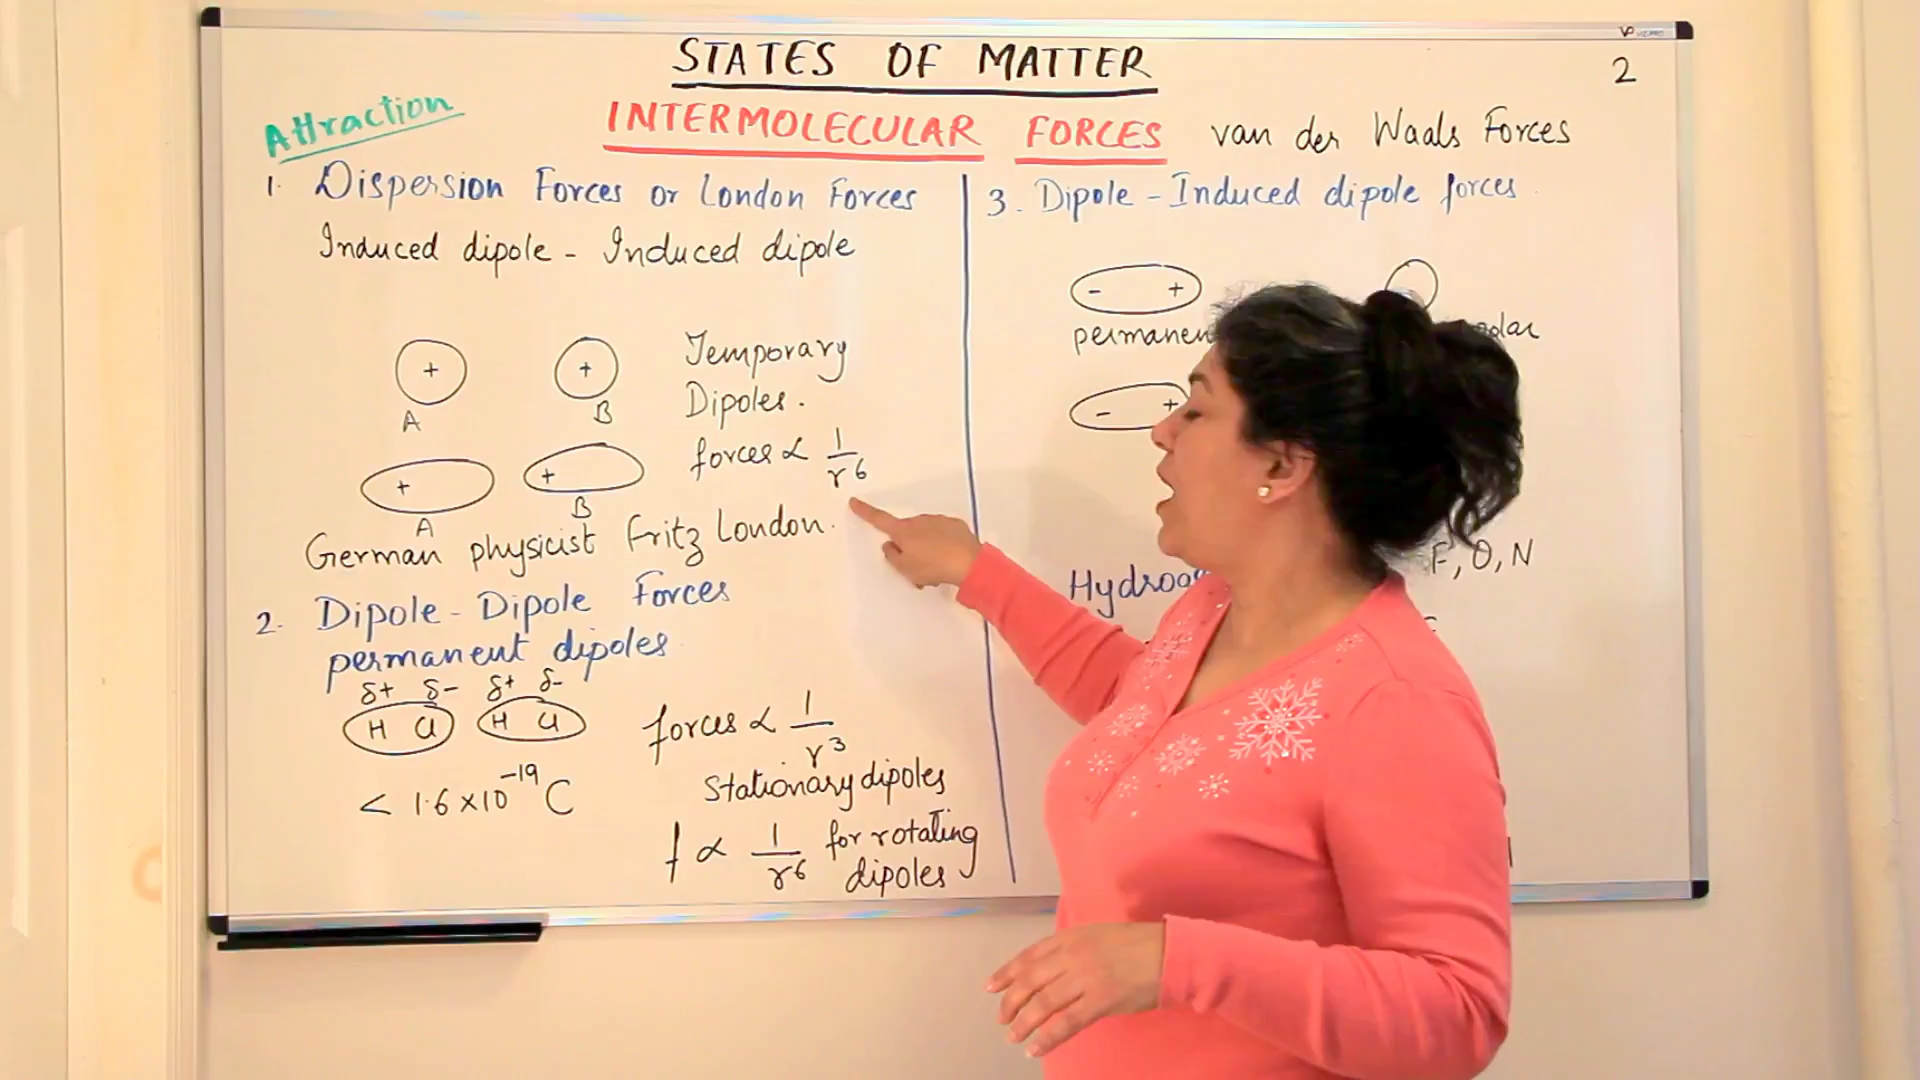 STATES OF MATTER
2
Attraction
INTERMOLECULAR FORCES van der Waals Forces
1. Dispersion Forces or London Forces
Induced dipole - Induced dipole
+ +
A B
Temporary
Dipoles.
forces ∝ 1/r⁶
+ +
A B
German physicist Fritz London.
2. Dipole - Dipole Forces
permanent dipoles
δ+ δ- δ+ δ-
H Cl H Cl
forces ∝ 1/r³
Stationary dipoles
< 1.6 × 10⁻¹⁹ C
f ∝ 1/r⁶ for rotating
dipoles
3. Dipole - Induced dipole forces
- +
- +
F, O, N